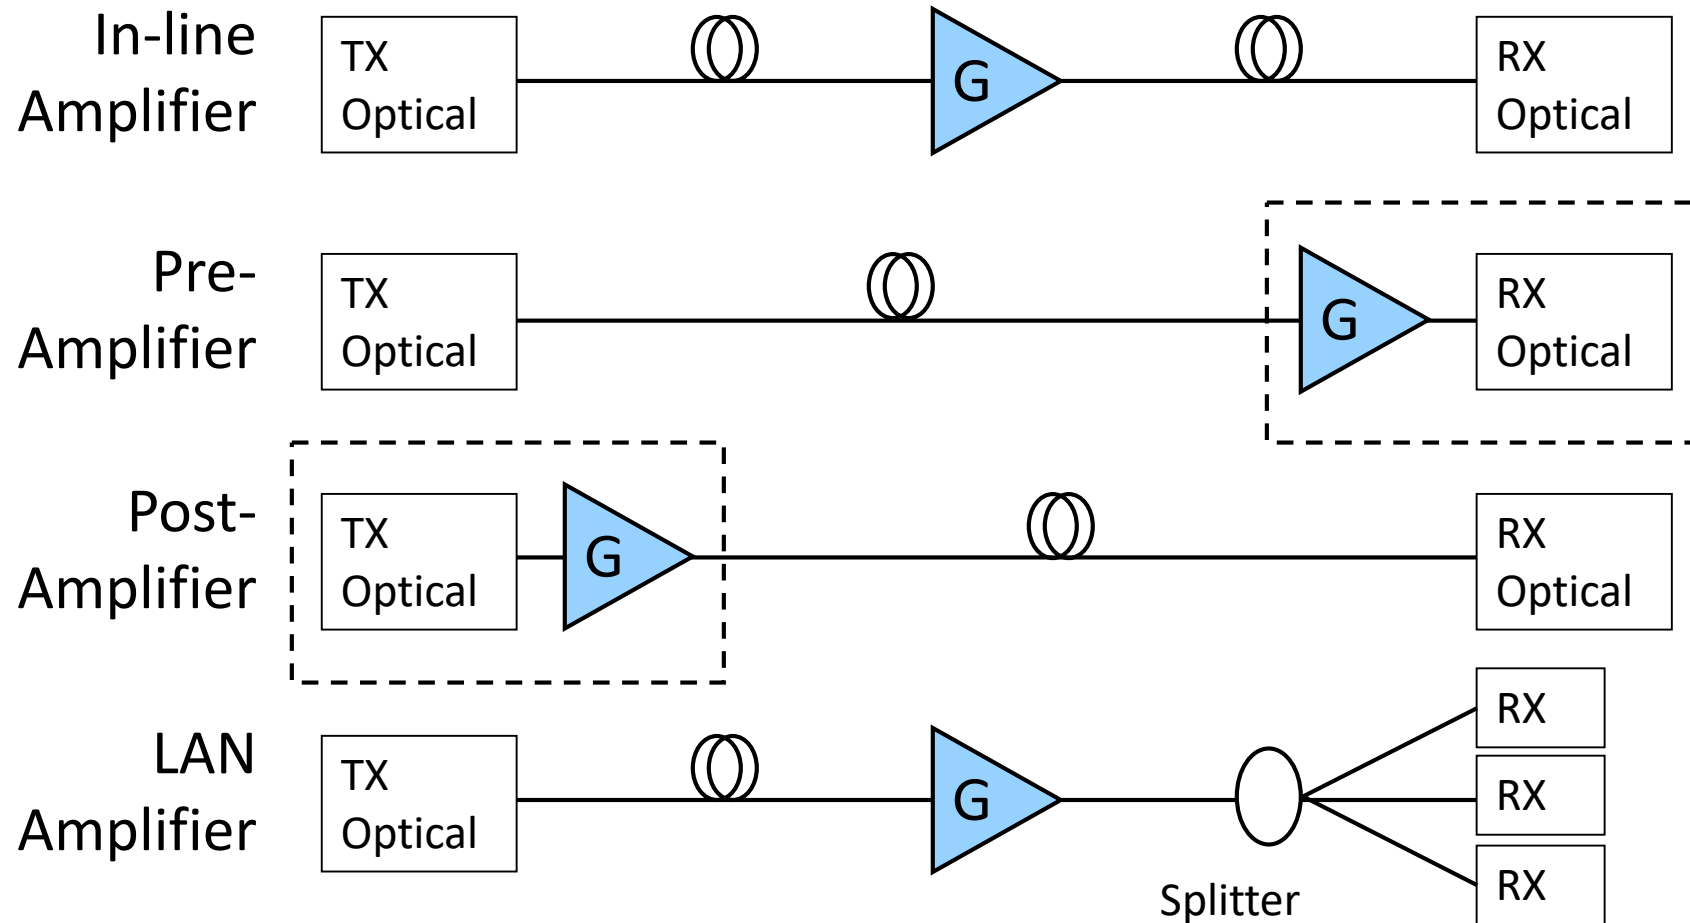 In-line
Amplifier
TX
Optical
G
RX
Optical
Pre-
Amplifier
TX
Optical
G
RX
Optical
Post-
Amplifier
TX
Optical
G
RX
Optical
LAN
Amplifier
TX
Optical
G
Splitter
RX
RX
RX